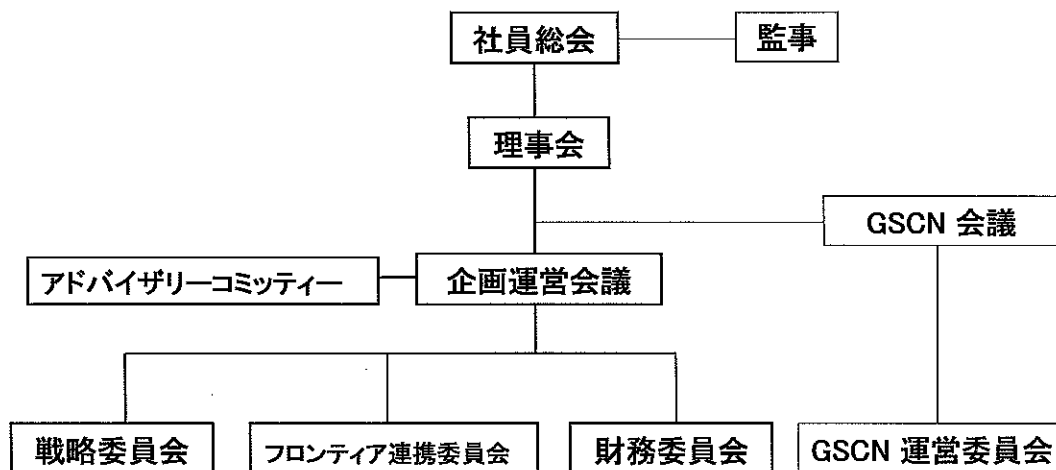 社員総会
監事
理事会
GSCN 会議
アドバイザリーコミッティー
企画運営会議
戦略委員会
フロンティア連携委員会
財務委員会
GSCN 運営委員会